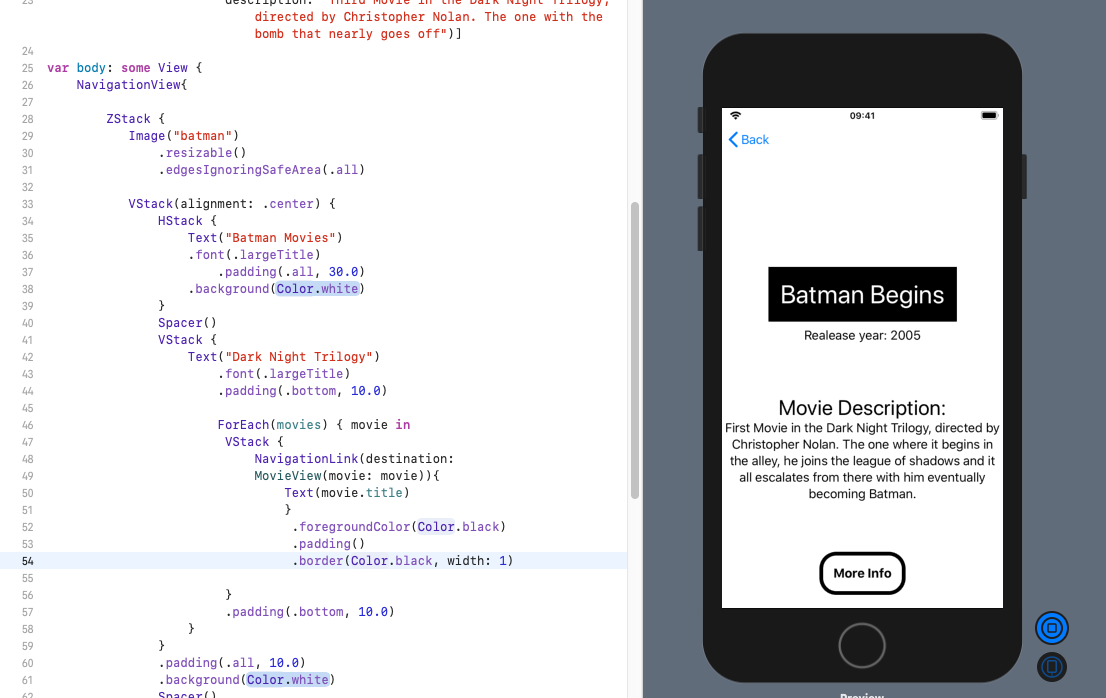 23 description: "Third Movie in the Dark Night Trilogy,
directed by Christopher Nolan. The one with the
bomb that nearly goes off")]
24
25 var body: some View {
26 NavigationView{
27
28 ZStack {
29 Image("batman")
30 .resizable()
31 .edgesIgnoringSafeArea(.all)
32
33 VStack(alignment: .center) {
34 HStack {
35 Text("Batman Movies")
36 .font(.largeTitle)
37 .padding(.all, 30.0)
38 .background(Color.white)
39 }
40 Spacer()
41 VStack {
42 Text("Dark Night Trilogy")
43 .font(.largeTitle)
44 .padding(.bottom, 10.0)
45
46 ForEach(movies) { movie in
47 VStack {
48 NavigationLink(destination:
49 MovieView(movie: movie)){
50 Text(movie.title)
51 }
52 .foregroundColor(Color.black)
53 .padding()
54 .border(Color.black, width: 1)
55
56 }
57 .padding(.bottom, 10.0)
58 }
59 }
60 .padding(.all, 10.0)
61 .background(Color.white)
62 Spacer()
09:41
Back
Batman Begins
Realease year: 2005
Movie Description:
First Movie in the Dark Night Trilogy, directed by
Christopher Nolan. The one where it begins in
the alley, he joins the league of shadows and it
all escalates from there with him eventually
becoming Batman.
More Info
Preview